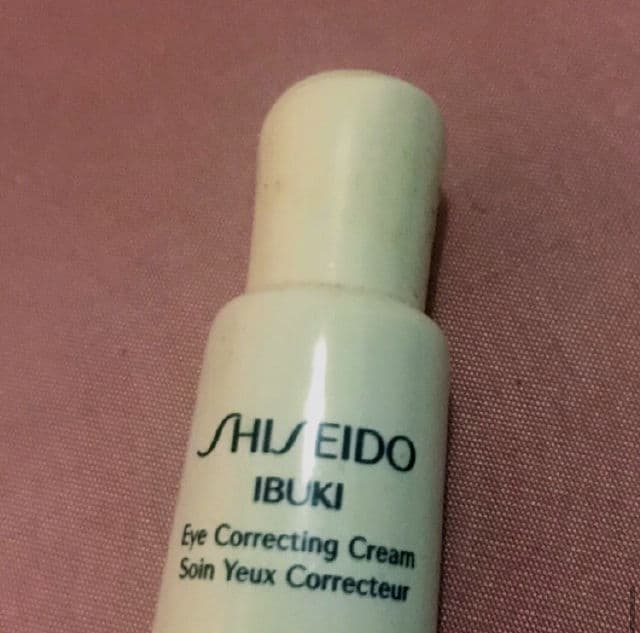 SHISEIDO
IBUKI
Eye Correcting Cream
Soin Yeux Correcteur